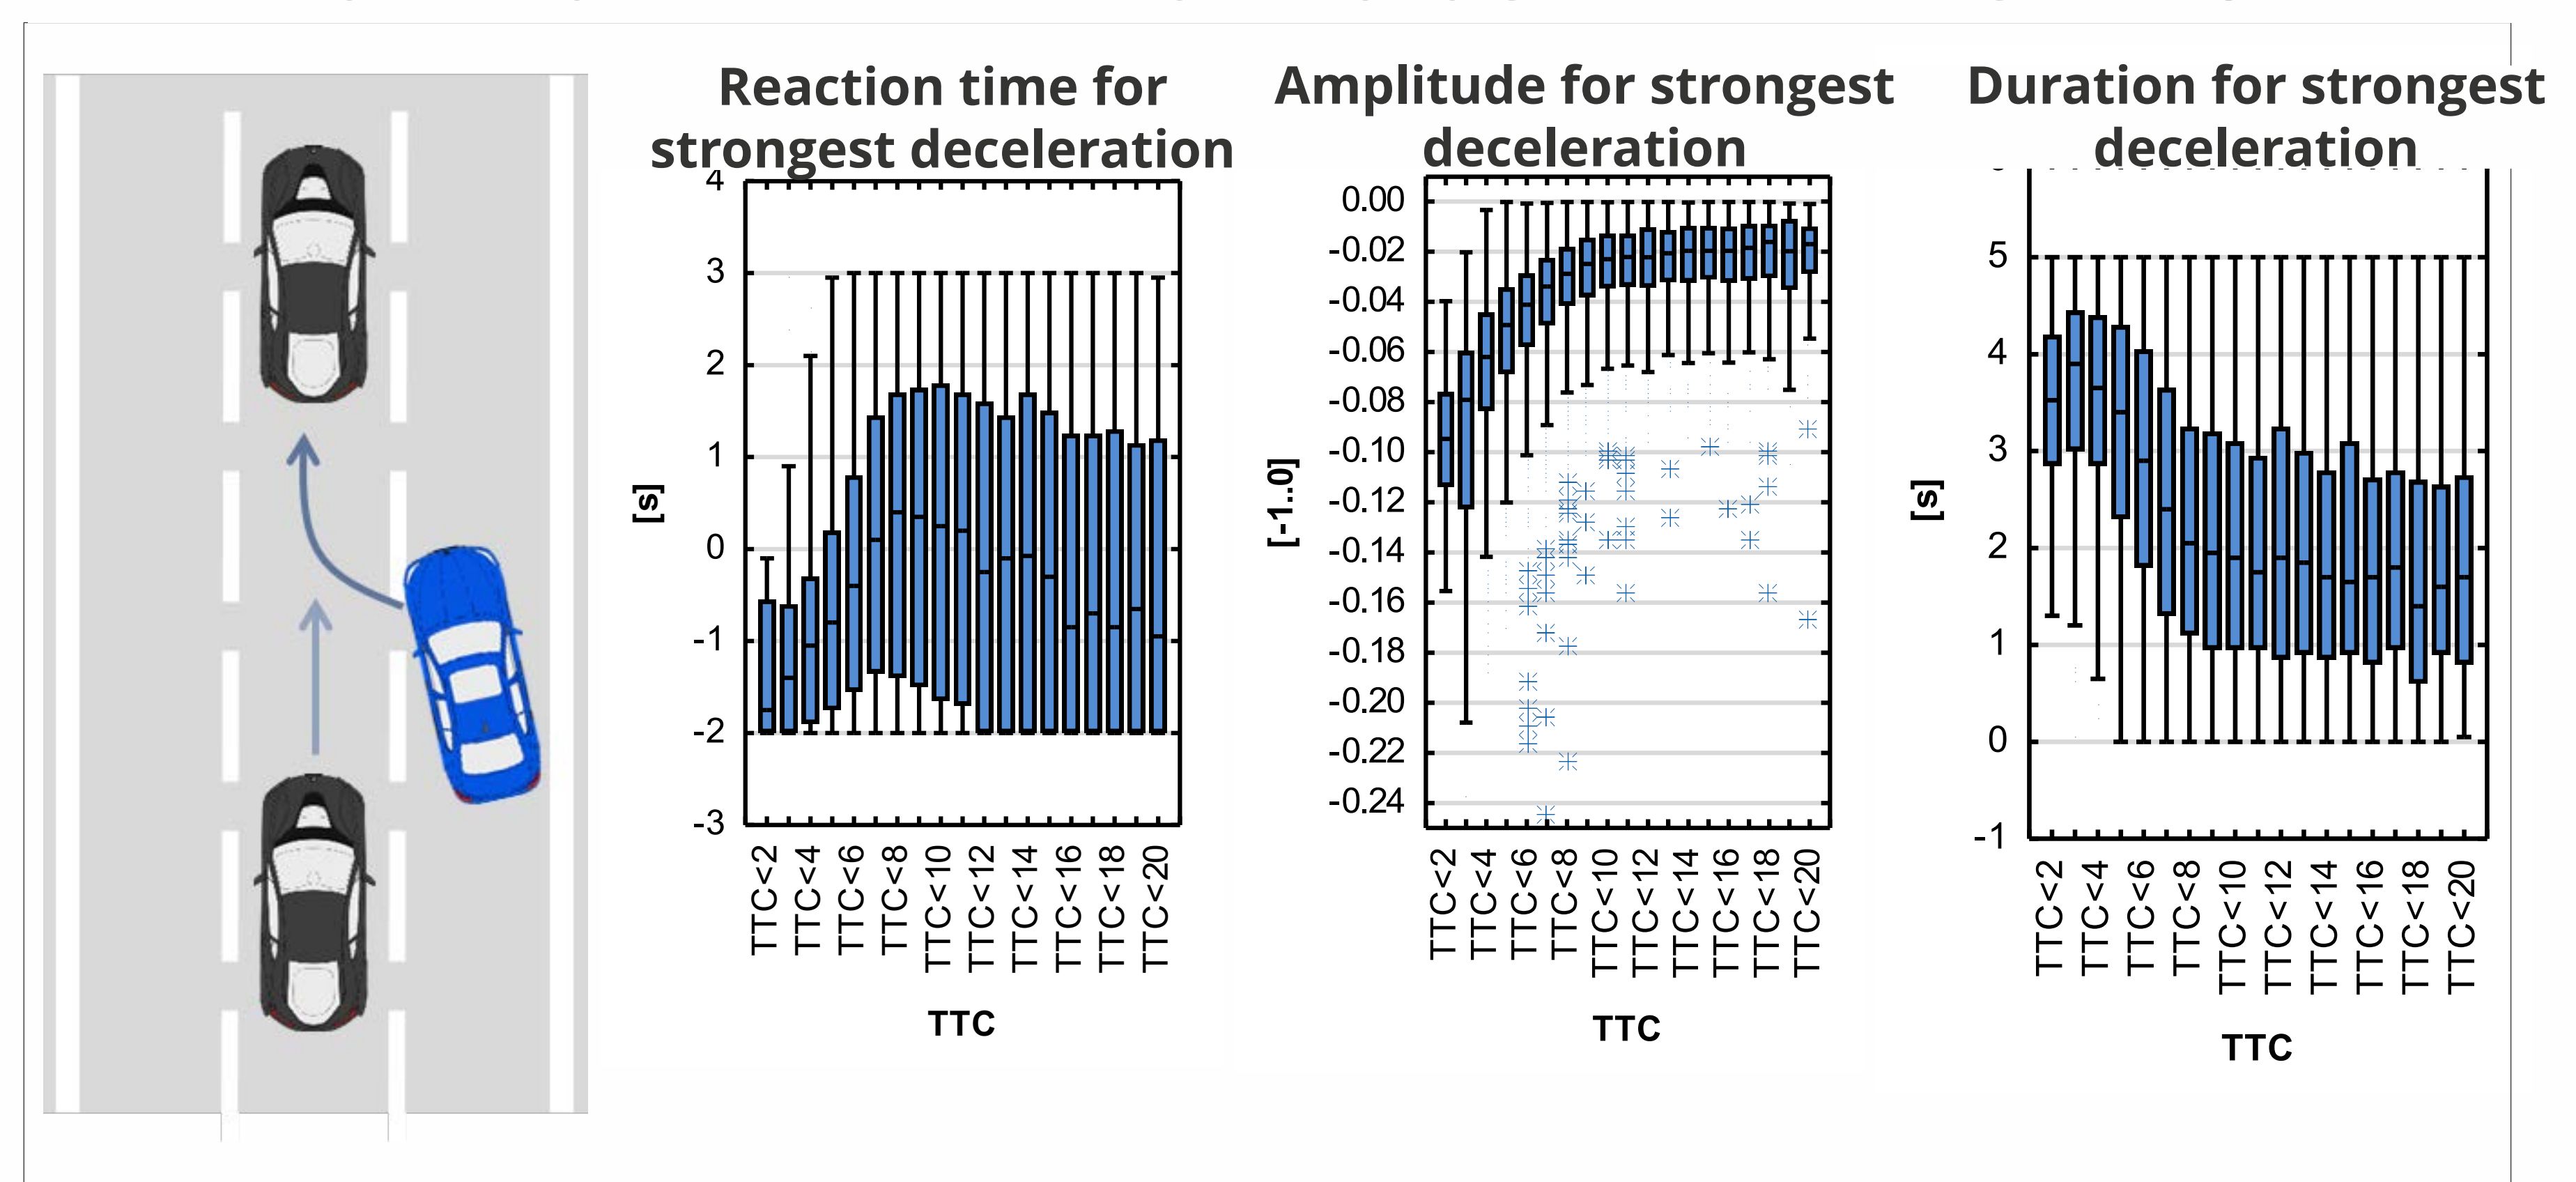 Reaction time for
strongest deceleration
4
3
2
1
0
-1
-2
-3
[s]
TTC<2
TTC<4
TTC<6
TTC<8
TTC<10
TTC<12
TTC<14
TTC<16
TTC<18
TTC<20
TTC
Amplitude for strongest
deceleration
0.00
-0.02
-0.04
-0.06
-0.08
-0.10
-0.12
-0.14
-0.16
-0.18
-0.20
-0.22
-0.24
[-1..0]
TTC<2
TTC<4
TTC<6
TTC<8
TTC<10
TTC<12
TTC<14
TTC<16
TTC<18
TTC<20
TTC
Duration for strongest
deceleration
5
4
3
2
1
0
-1
[s]
TTC<2
TTC<4
TTC<6
TTC<8
TTC<10
TTC<12
TTC<14
TTC<16
TTC<18
TTC<20
TTC